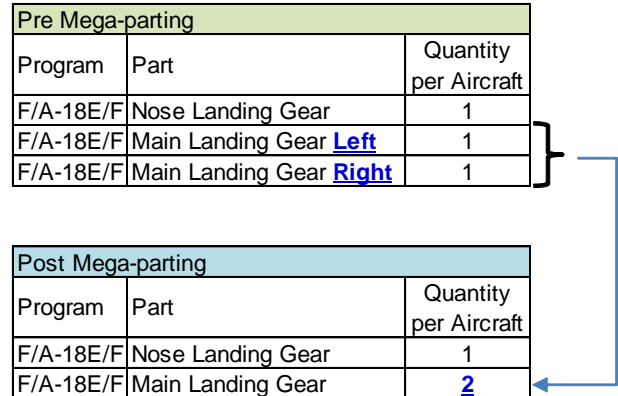 Pre Mega-parting
Program Part Quantity per Aircraft
F/A-18E/F Nose Landing Gear 1
F/A-18E/F Main Landing Gear Left 1
F/A-18E/F Main Landing Gear Right 1
Post Mega-parting
Program Part Quantity per Aircraft
F/A-18E/F Nose Landing Gear 1
F/A-18E/F Main Landing Gear 2